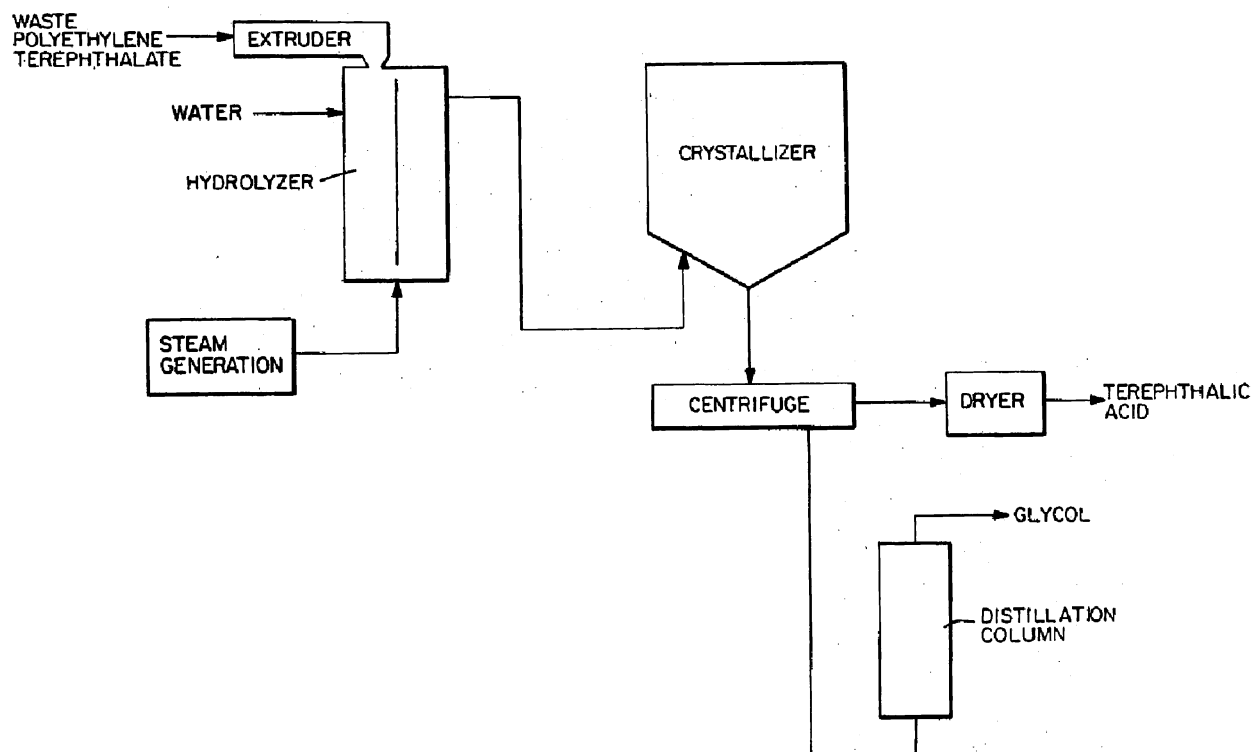 WASTE
POLYETHYLENE
TEREPHTHALATE
EXTRUDER
WATER
HYDROLYZER
CRYSTALLIZER
STEAM
GENERATION
CENTRIFUGE
DRYER
TEREPHTHALIC
ACID
GLYCOL
DISTILLATION
COLUMN